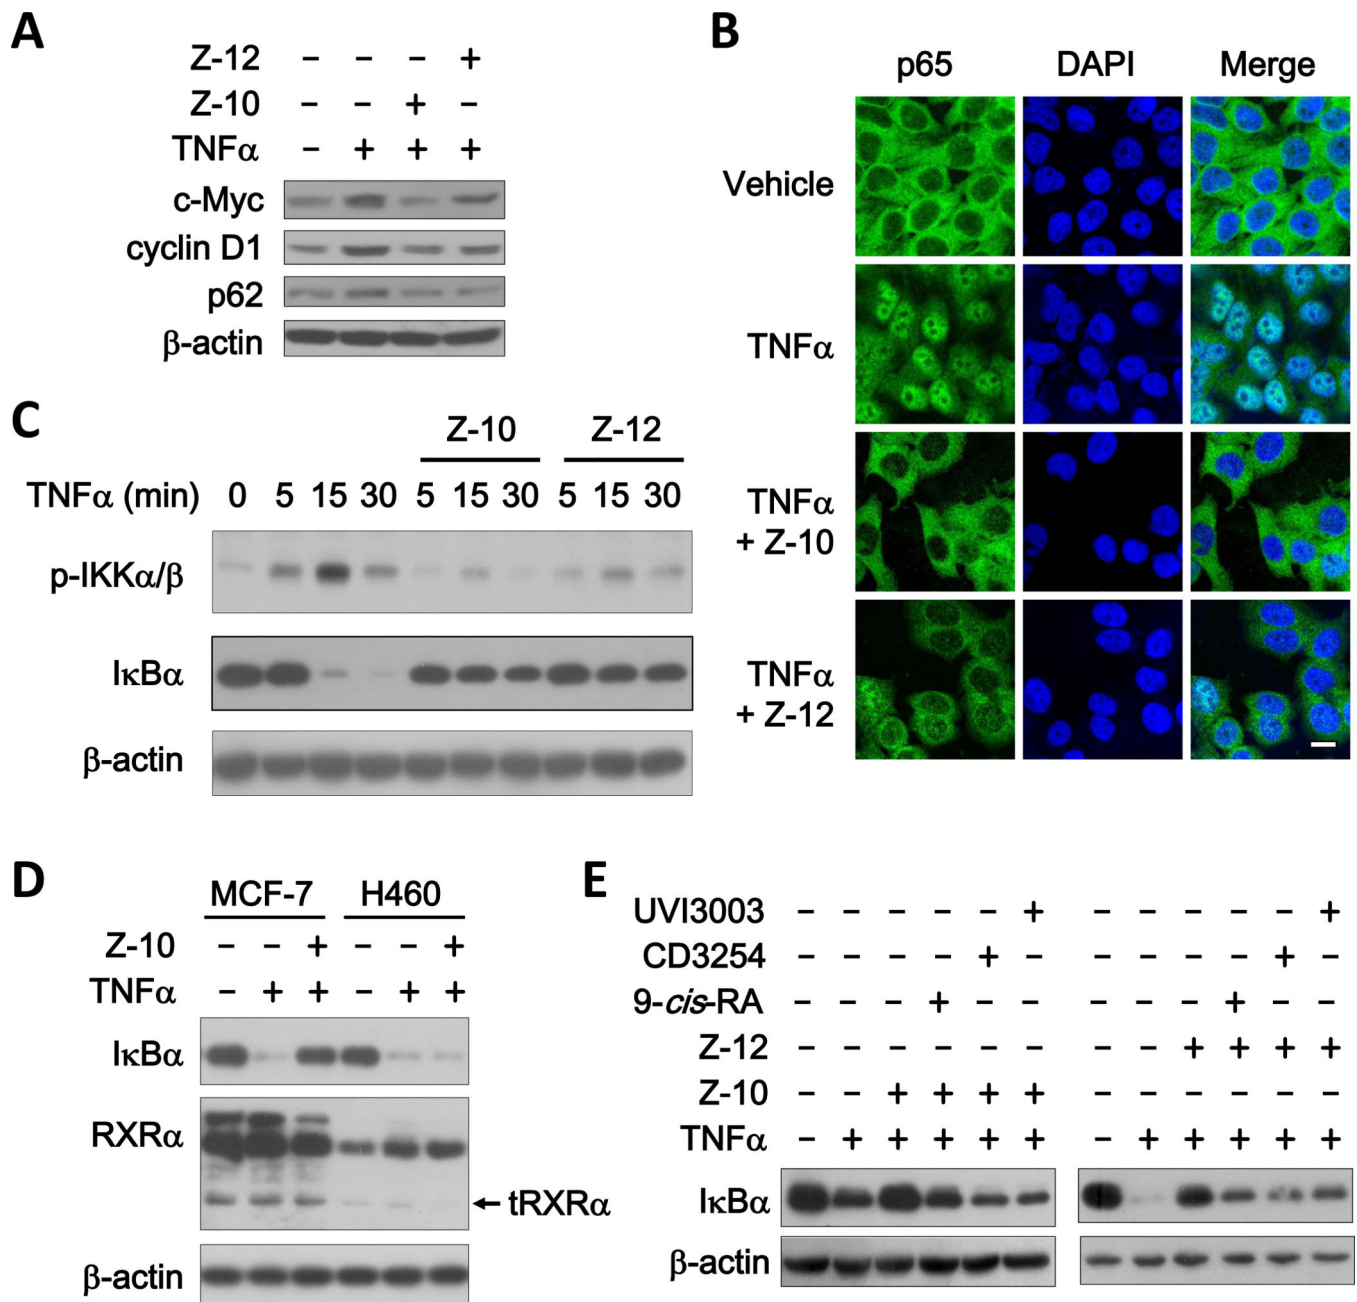 A
Z-12 – – – +
Z-10 – – + –
TNFα – + + +
c-Myc
cyclin D1
p62
β-actin
B
p65 DAPI Merge
Vehicle
TNFα
TNFα
+ Z-10
TNFα
+ Z-12
C
Z-10 Z-12
TNFα (min) 0 5 15 30 5 15 30 5 15 30
p-IKKα/β
IκBα
β-actin
D
MCF-7 H460
Z-10 – – + – – +
TNFα – + + – + +
IκBα
RXRα
← tRXRα
β-actin
E
UVI3003 – – – – – + – – – – – +
CD3254 – – – – + – – – – – + –
9-cis-RA – – – + – – – – – + – –
Z-12 – – – – – – – – + + + +
Z-10 – – + + + + – – – – – –
TNFα – + + + + + – + + + + +
IκBα
β-actin